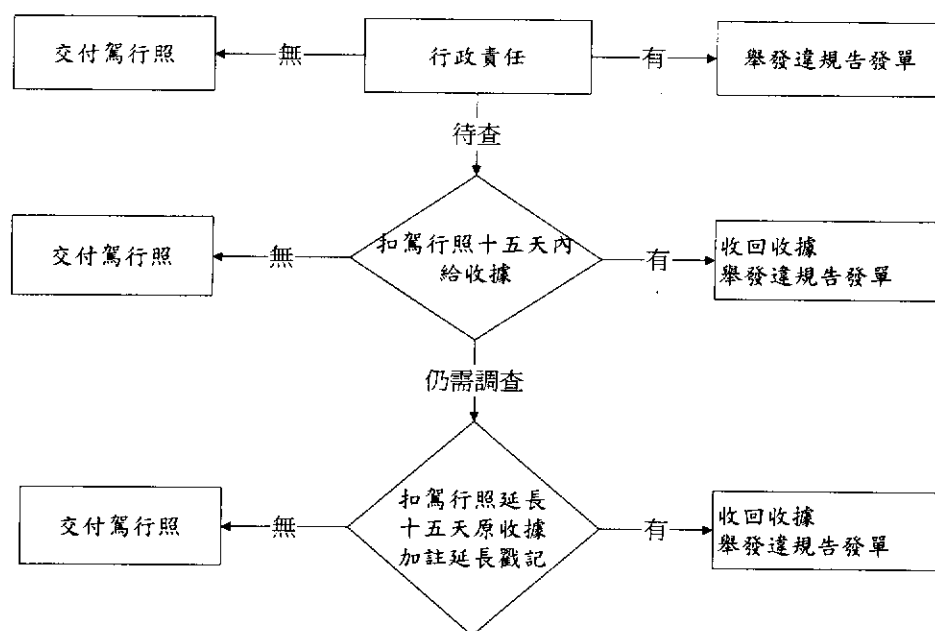 交付駕行照
無
行政責任
有
舉發違規告發單
待查
交付駕行照
無
扣駕行照十五天內
給收據
有
收回收據
舉發違規告發單
仍需調查
交付駕行照
無
扣駕行照延長
十五天原收據
加註延長戳記
有
收回收據
舉發違規告發單